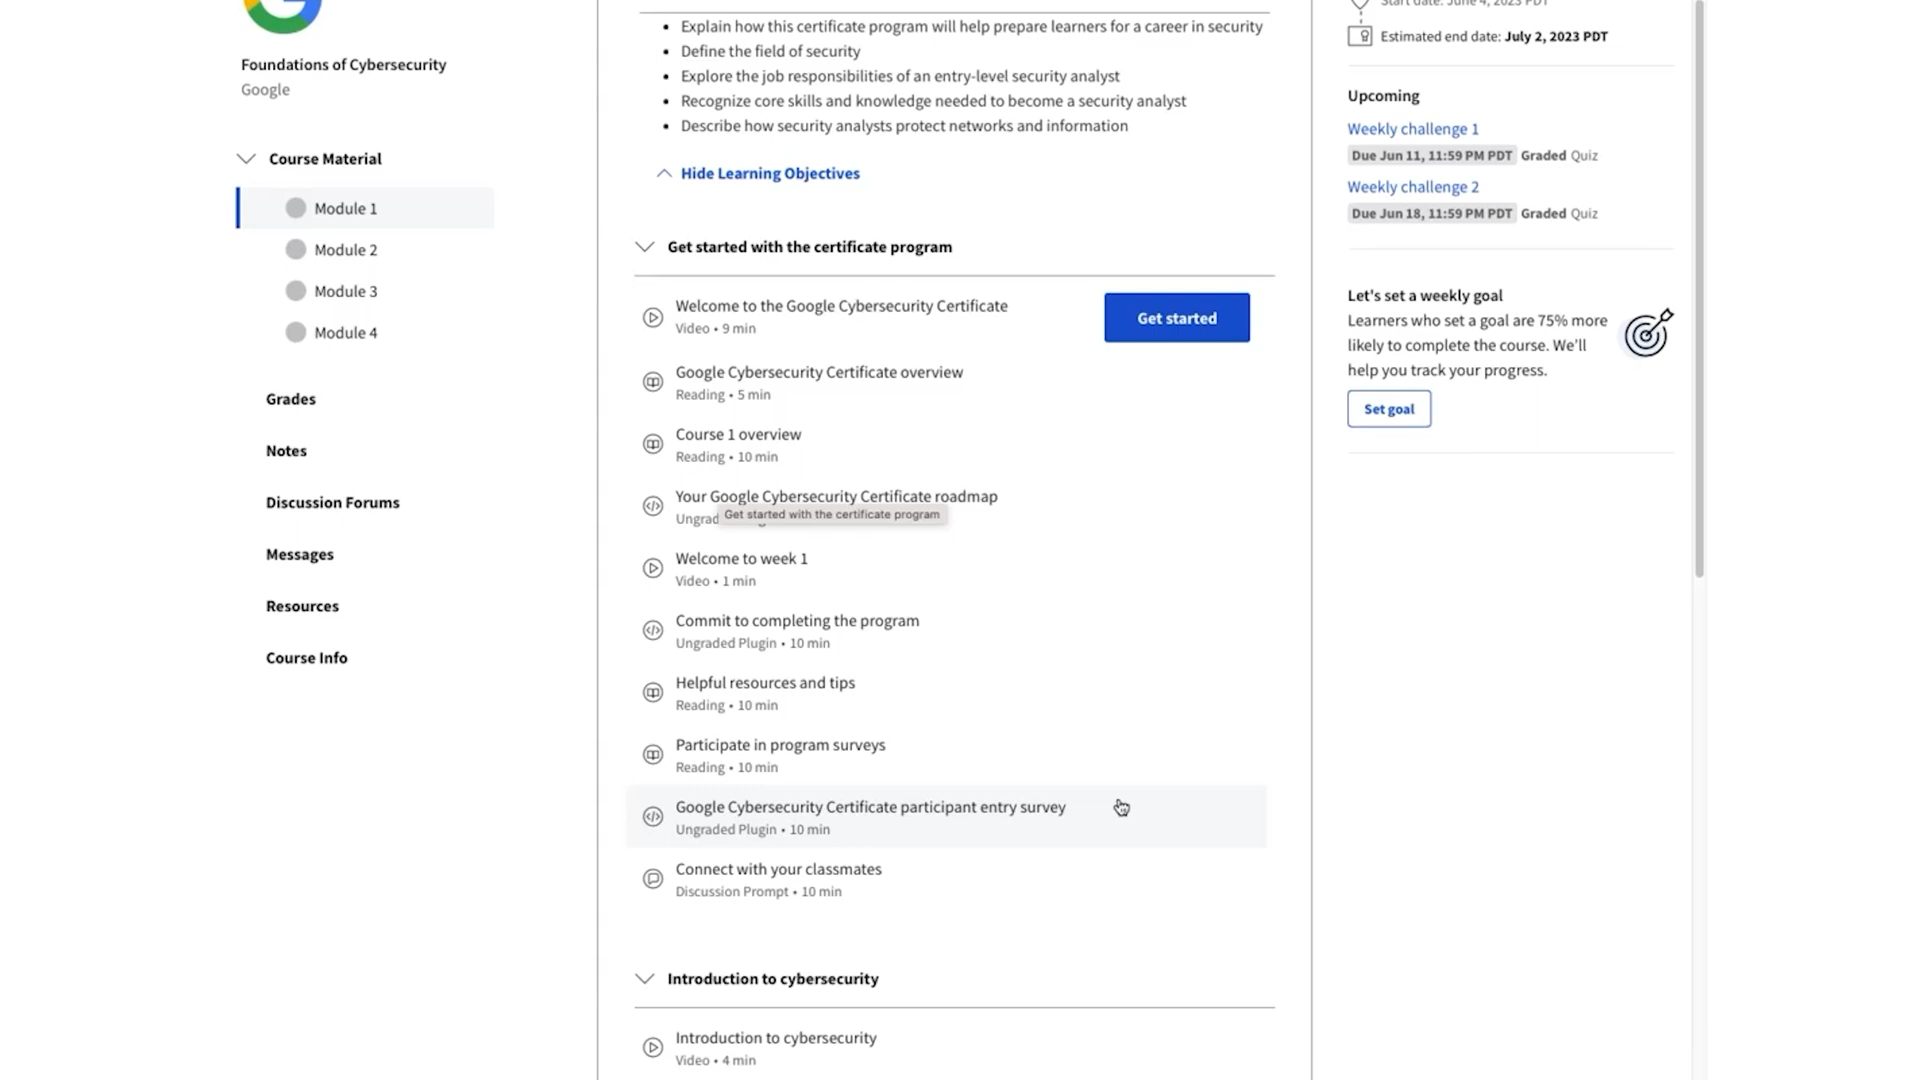 Foundations of Cybersecurity
Google
Course Material
Module 1
Module 2
Module 3
Module 4
Grades
Notes
Discussion Forums
Messages
Resources
Course Info
• Explain how this certificate program will help prepare learners for a career in security
• Define the field of security
• Explore the job responsibilities of an entry-level security analyst
• Recognize core skills and knowledge needed to become a security analyst
• Describe how security analysts protect networks and information
Hide Learning Objectives
Get started with the certificate program
Welcome to the Google Cybersecurity Certificate
Video • 9 min
Get started
Google Cybersecurity Certificate overview
Reading • 5 min
Course 1 overview
Reading • 10 min
Your Google Cybersecurity Certificate roadmap
Ungrad
Get started with the certificate program
Welcome to week 1
Video • 1 min
Commit to completing the program
Ungraded Plugin • 10 min
Helpful resources and tips
Reading • 10 min
Participate in program surveys
Reading • 10 min
Google Cybersecurity Certificate participant entry survey
Ungraded Plugin • 10 min
Connect with your classmates
Discussion Prompt • 10 min
Introduction to cybersecurity
Introduction to cybersecurity
Video • 4 min
Start date: June 4, 2023 PDT
Estimated end date: July 2, 2023 PDT
Upcoming
Weekly challenge 1
Due Jun 11, 11:59 PM PDT Graded Quiz
Weekly challenge 2
Due Jun 18, 11:59 PM PDT Graded Quiz
Let's set a weekly goal
Learners who set a goal are 75% more
likely to complete the course. We'll
help you track your progress.
Set goal